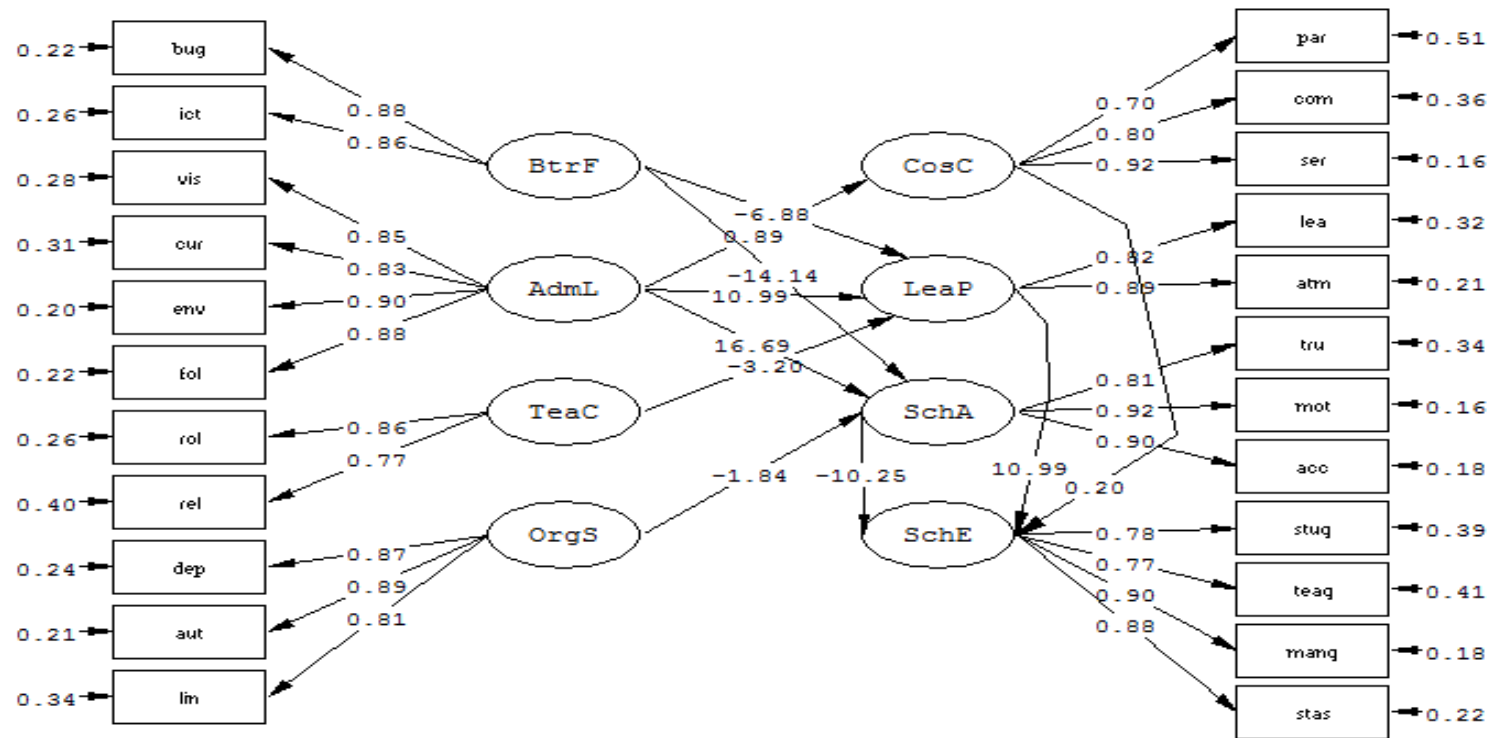 0.22 bug
0.26 ict
0.28 vis
0.31 cur
0.20 env
0.22 fol
0.26 rol
0.40 rel
0.24 dep
0.21 aut
0.34 lin
0.88
0.86
0.85
0.83
0.90
0.88
0.86
0.77
0.87
0.89
0.81
BtrF
AdmL
TeaC
OrgS
-6.88
0.89
-14.14
10.99
16.69
-3.20
-1.84
-10.25
10.99
0.20
CosC
LeaP
SchA
SchE
0.70
0.80
0.92
0.82
0.89
0.81
0.92
0.90
0.78
0.77
0.90
0.88
par 0.51
com 0.36
ser 0.16
lea 0.32
atm 0.21
tru 0.34
mot 0.16
acc 0.18
stuq 0.39
teaq 0.41
manq 0.18
stas 0.22